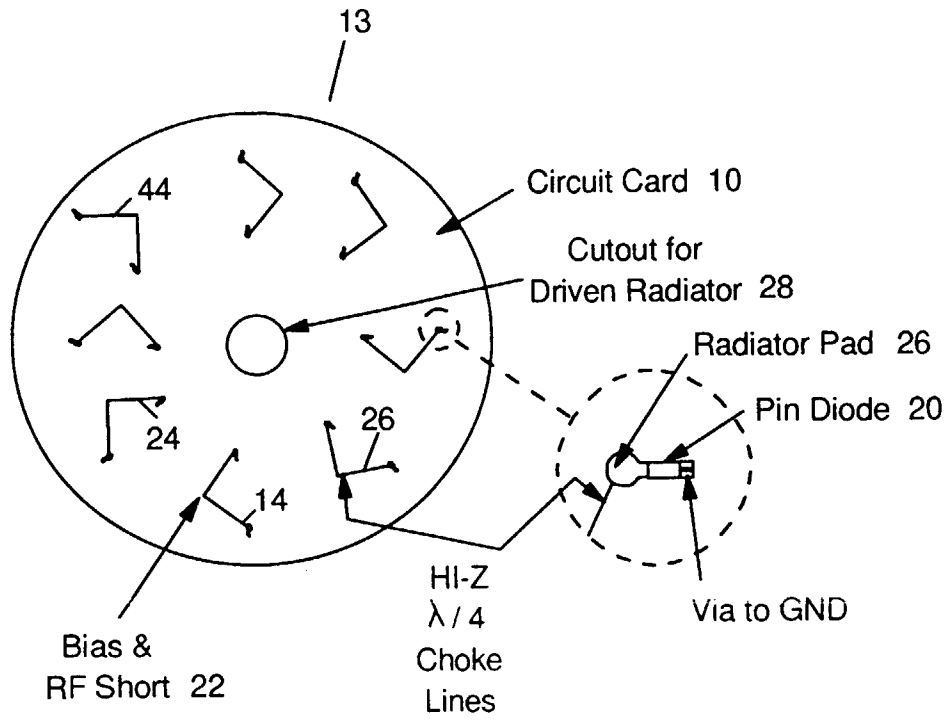 13
44
Circuit Card 10
Cutout for
Driven Radiator 28
Radiator Pad 26
Pin Diode 20
24
26
14
HI-Z
λ / 4
Choke
Lines
Via to GND
Bias &
RF Short 22